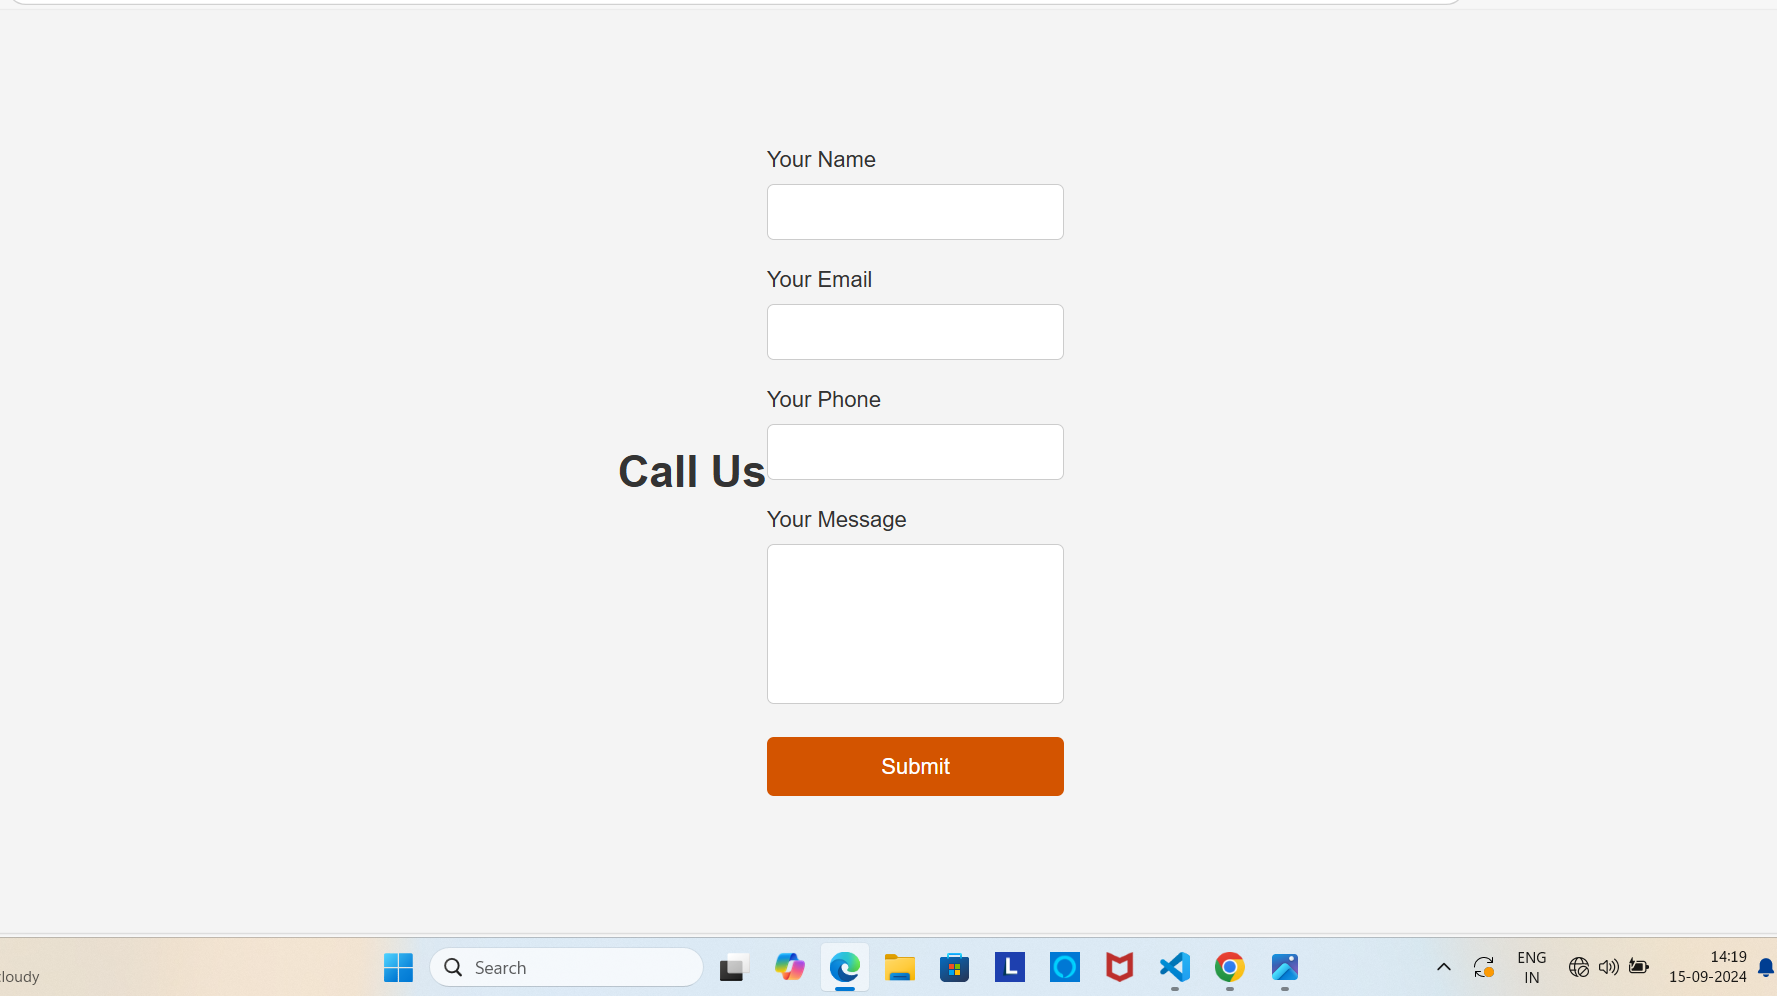 Your Name
Your Email
Your Phone
Call Us
Your Message
Submit
loudy
Search
L
ENG
IN
14:19
15-09-2024